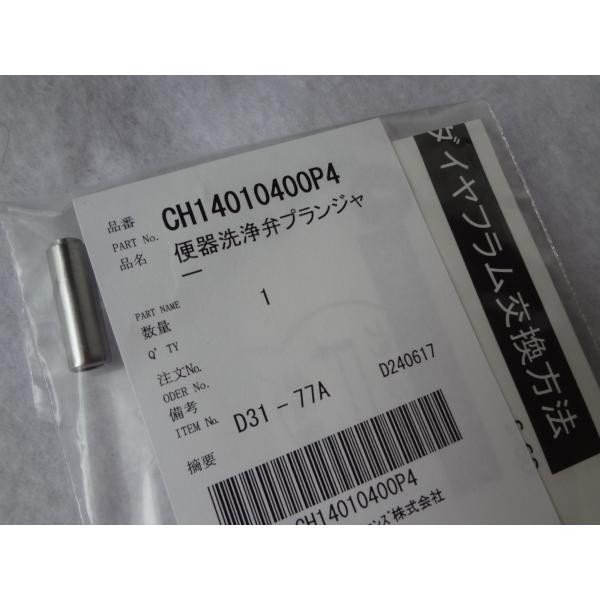 品番 CH14010400P4
PART No.
品名 便器洗浄弁プランジャ
ー
PART NAME
数量 1
Q'TY
注文No.
ODER No. D240617
備考
ITEM No. D31-77A
摘要
CH14010400P4
ンズ株式会社
ダイヤフラム交換方法